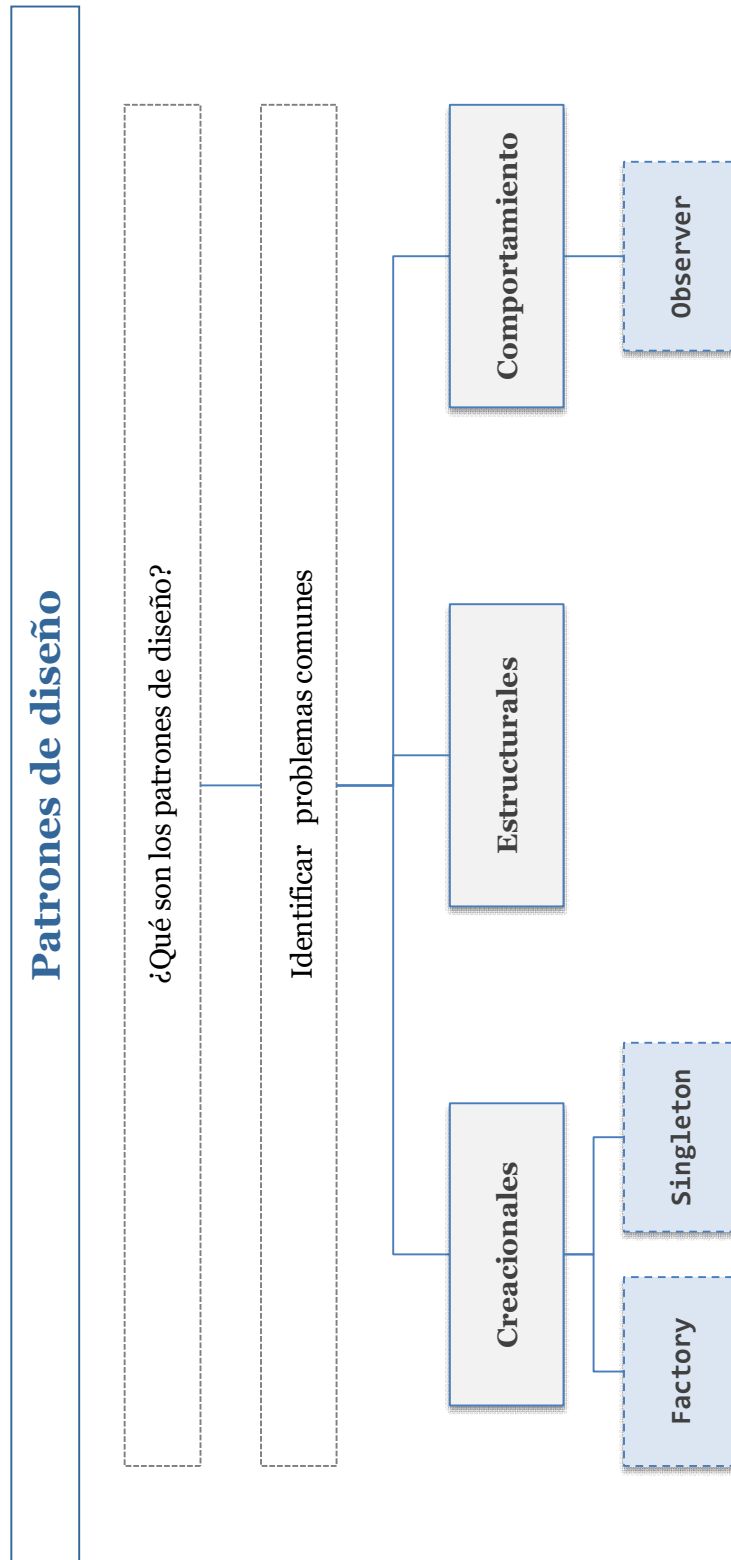 Patrones de diseño
¿Qué son los patrones de diseño?
Identificar problemas comunes
Creacionales
Estructurales
Comportamiento
Factory
Singleton
Observer